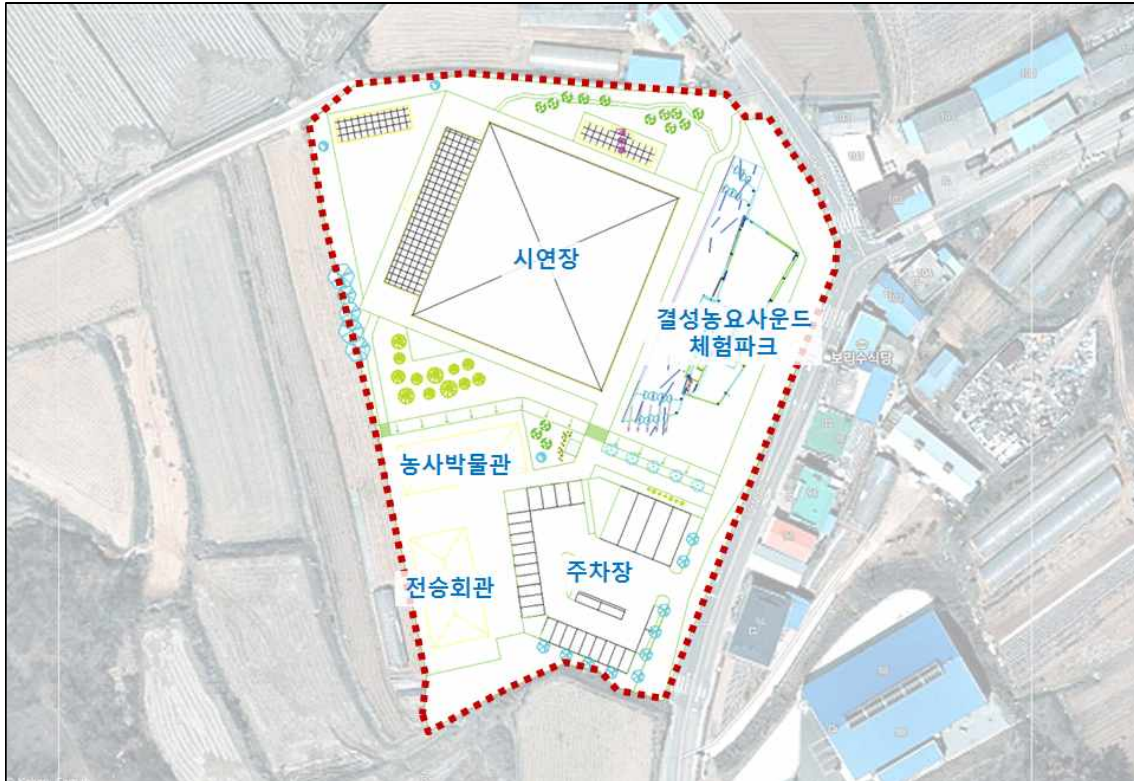 시연장
결성농요사운드
체험파크
보리수식당
농사박물관
전승회관
주차장